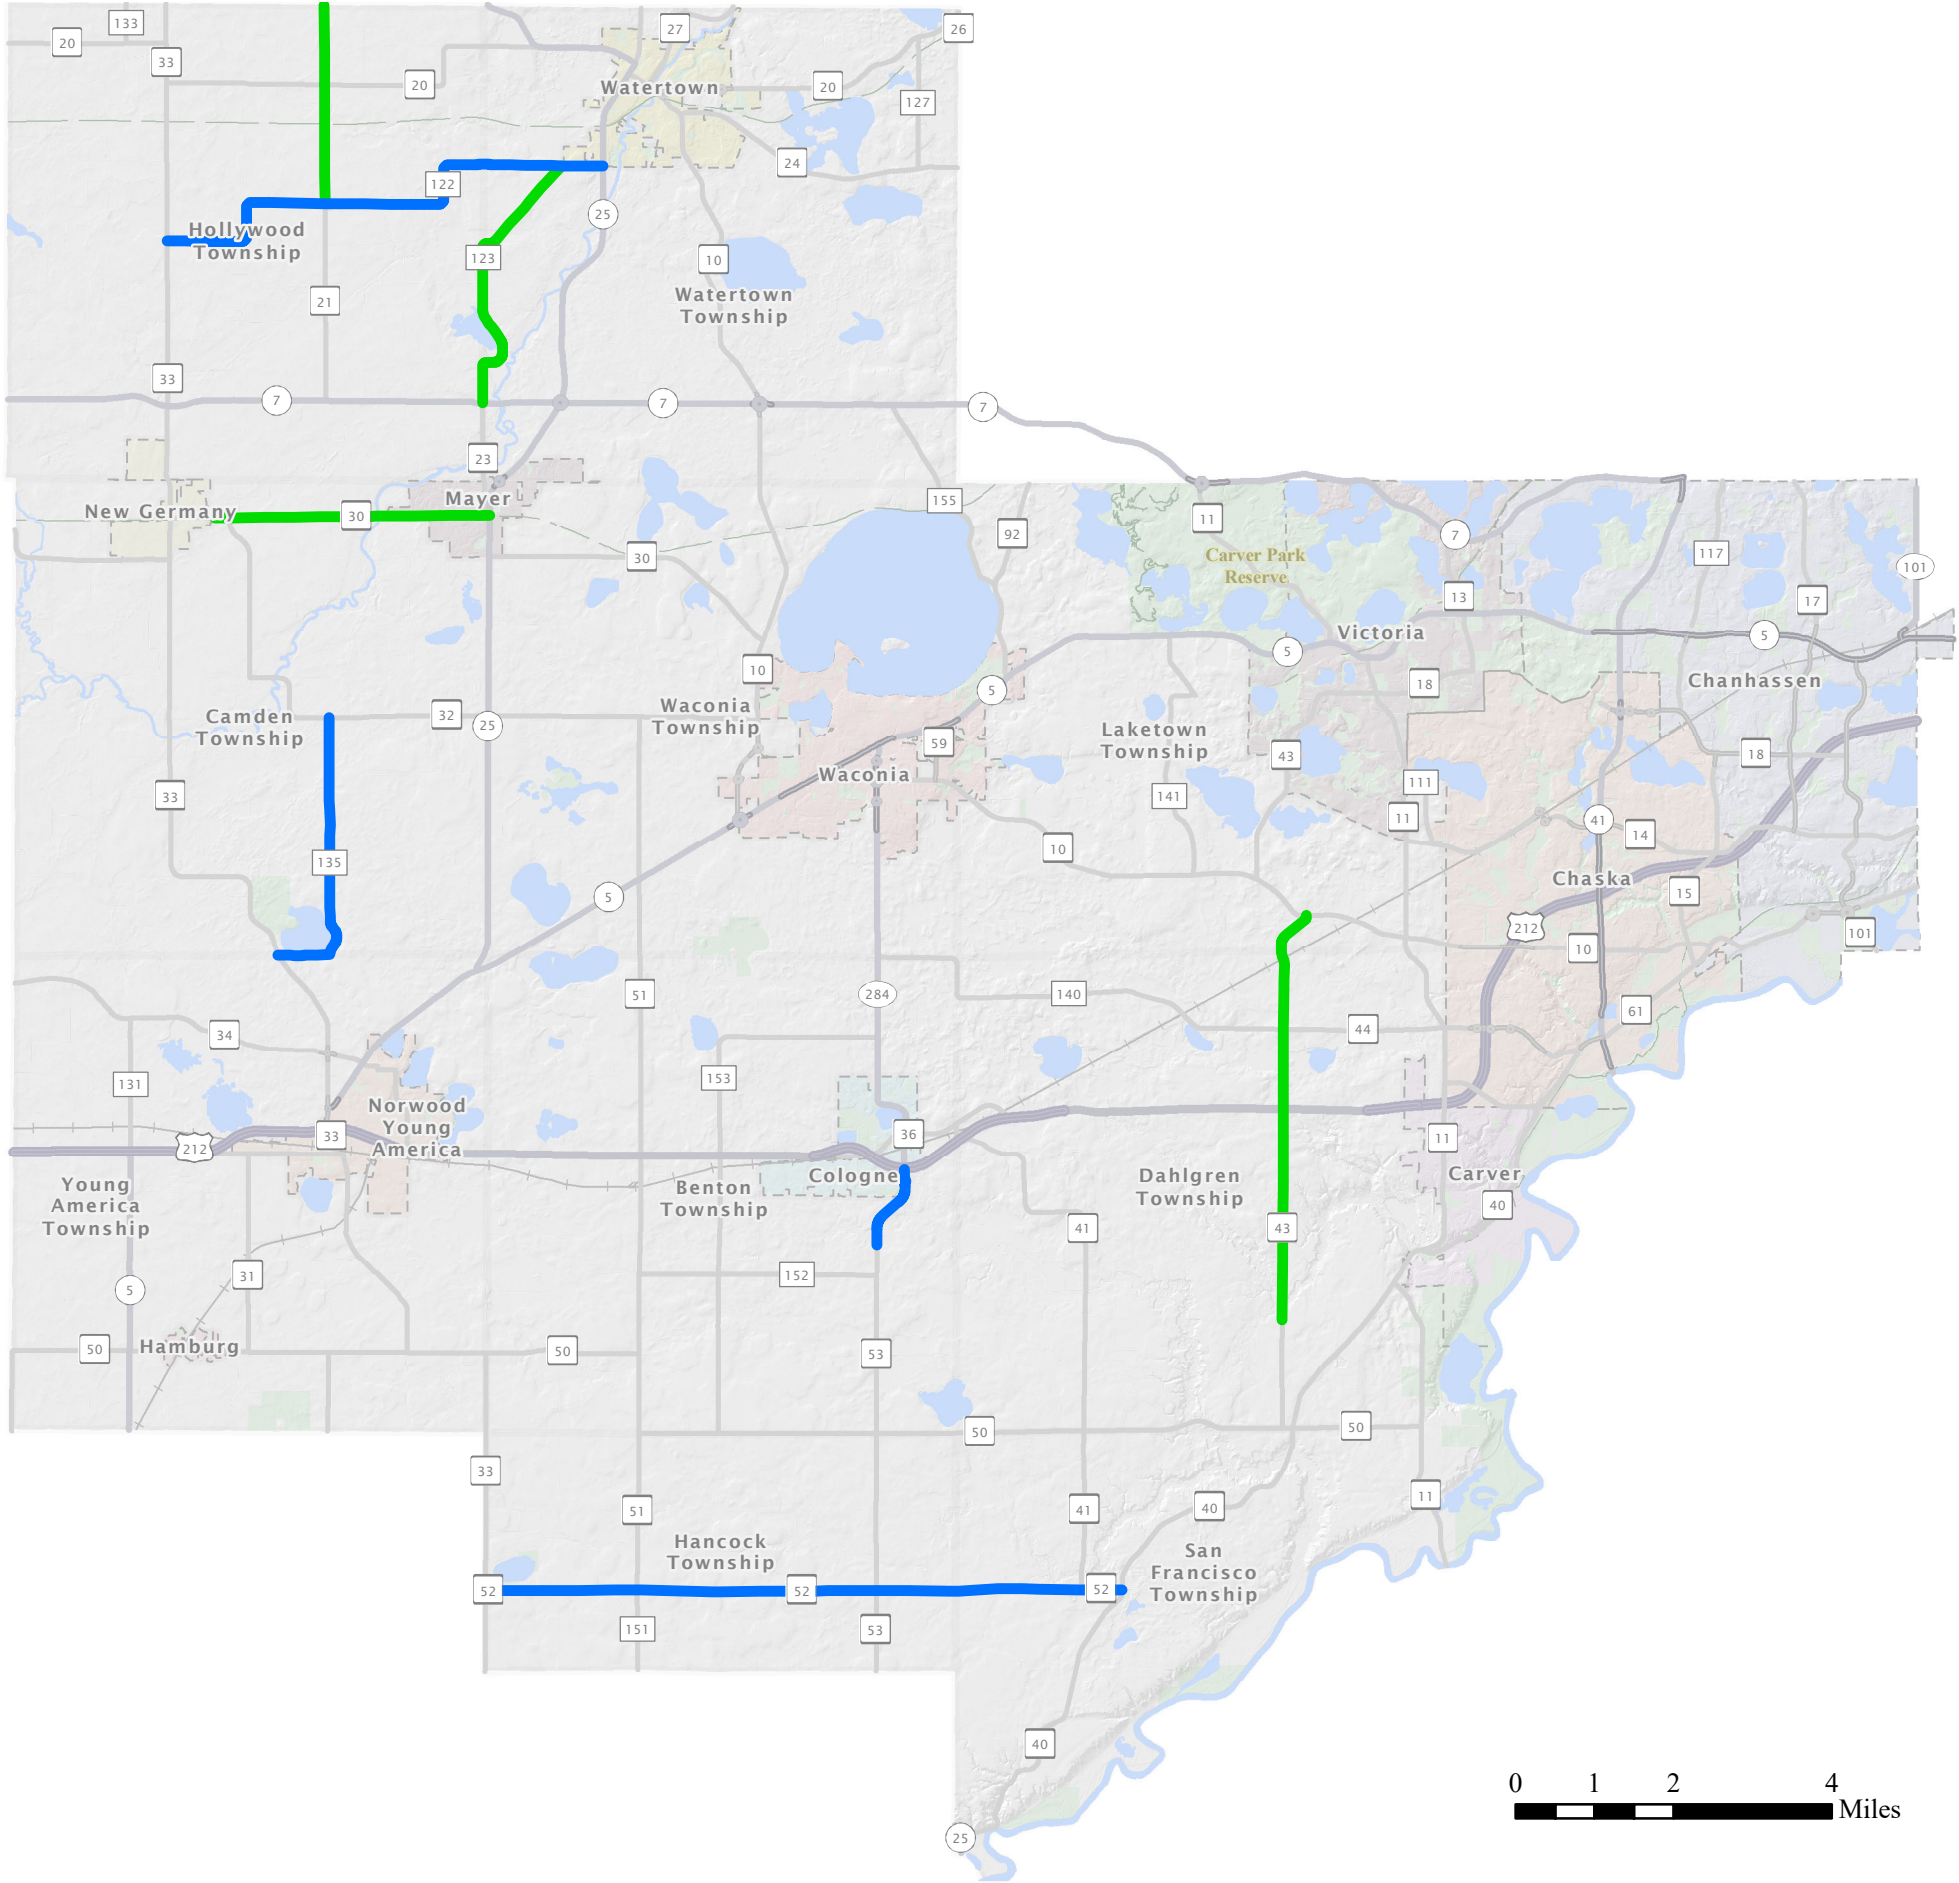 133
27
26
20
33
20
Watertown
20
127
24
122
25
Hollywood
Township
123
10
21
Watertown
Township
33
7
7
7
23
Mayer
155
New Germany
30
11
92
7
30
Carver Park
Reserve
117
101
13
17
Victoria
5
5
10
18
Chanhassen
5
Camden
Township
32
25
Waconia
Township
Laketown
Township
59
43
18
Waconia
111
33
141
11
41
14
10
135
Chaska
15
5
212
101
10
51
284
140
61
34
44
153
131
Norwood
Young
America
33
36
11
212
Cologne
Dahlgren
Township
Carver
Young
America
Township
Benton
Township
40
41
43
31
152
5
Hamburg
50
50
53
50
50
33
11
51
41
40
Hancock
Township
San
Francisco
Township
52
52
52
151
53
40
0 1 2 4
Miles
25